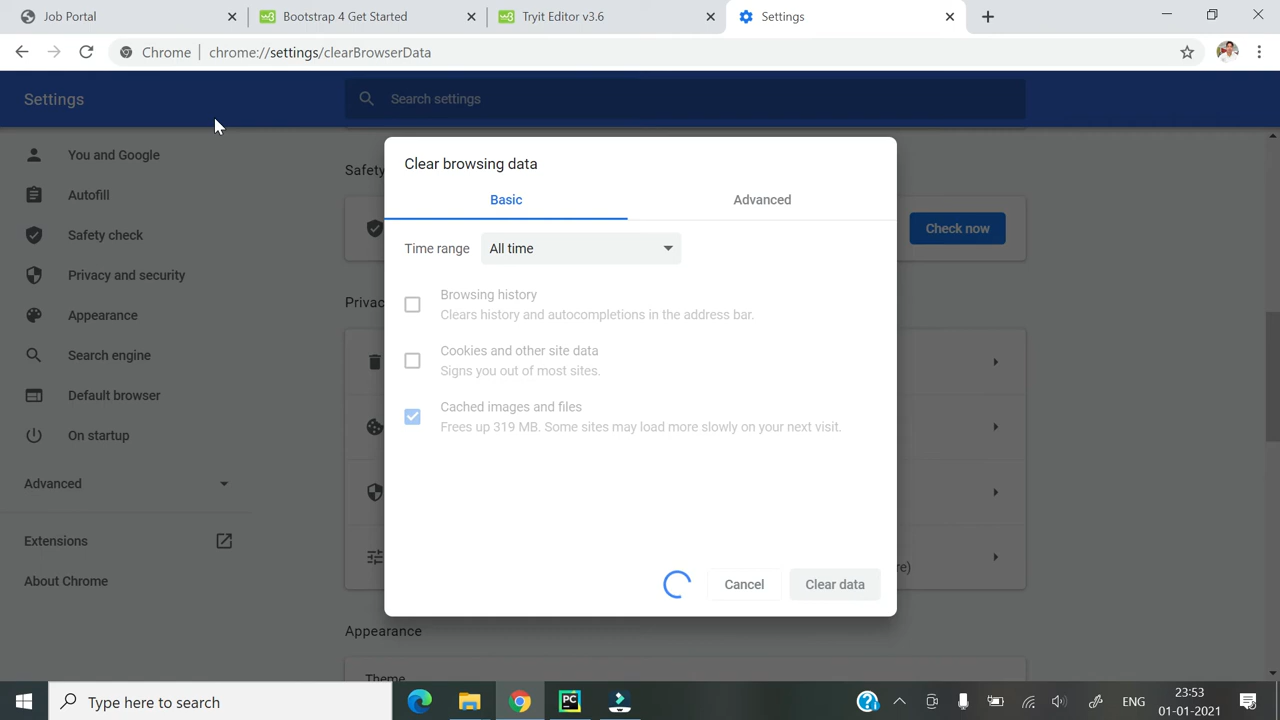 Job Portal
Bootstrap 4 Get Started
Tryit Editor v3.6
Settings
Chrome
chrome://settings/clearBrowserData
Settings
Search settings
You and Google
Autofill
Safety check
Privacy and security
Appearance
Search engine
Default browser
On startup
Advanced
Extensions
About Chrome
Safety
Check now
Privac
re)
Appearance
Theme
Clear browsing data
Basic
Advanced
Time range
All time
Browsing history
Clears history and autocompletions in the address bar.
Cookies and other site data
Signs you out of most sites.
Cached images and files
Frees up 319 MB. Some sites may load more slowly on your next visit.
Cancel
Clear data
Type here to search
PC
ENG
23:53
01-01-2021